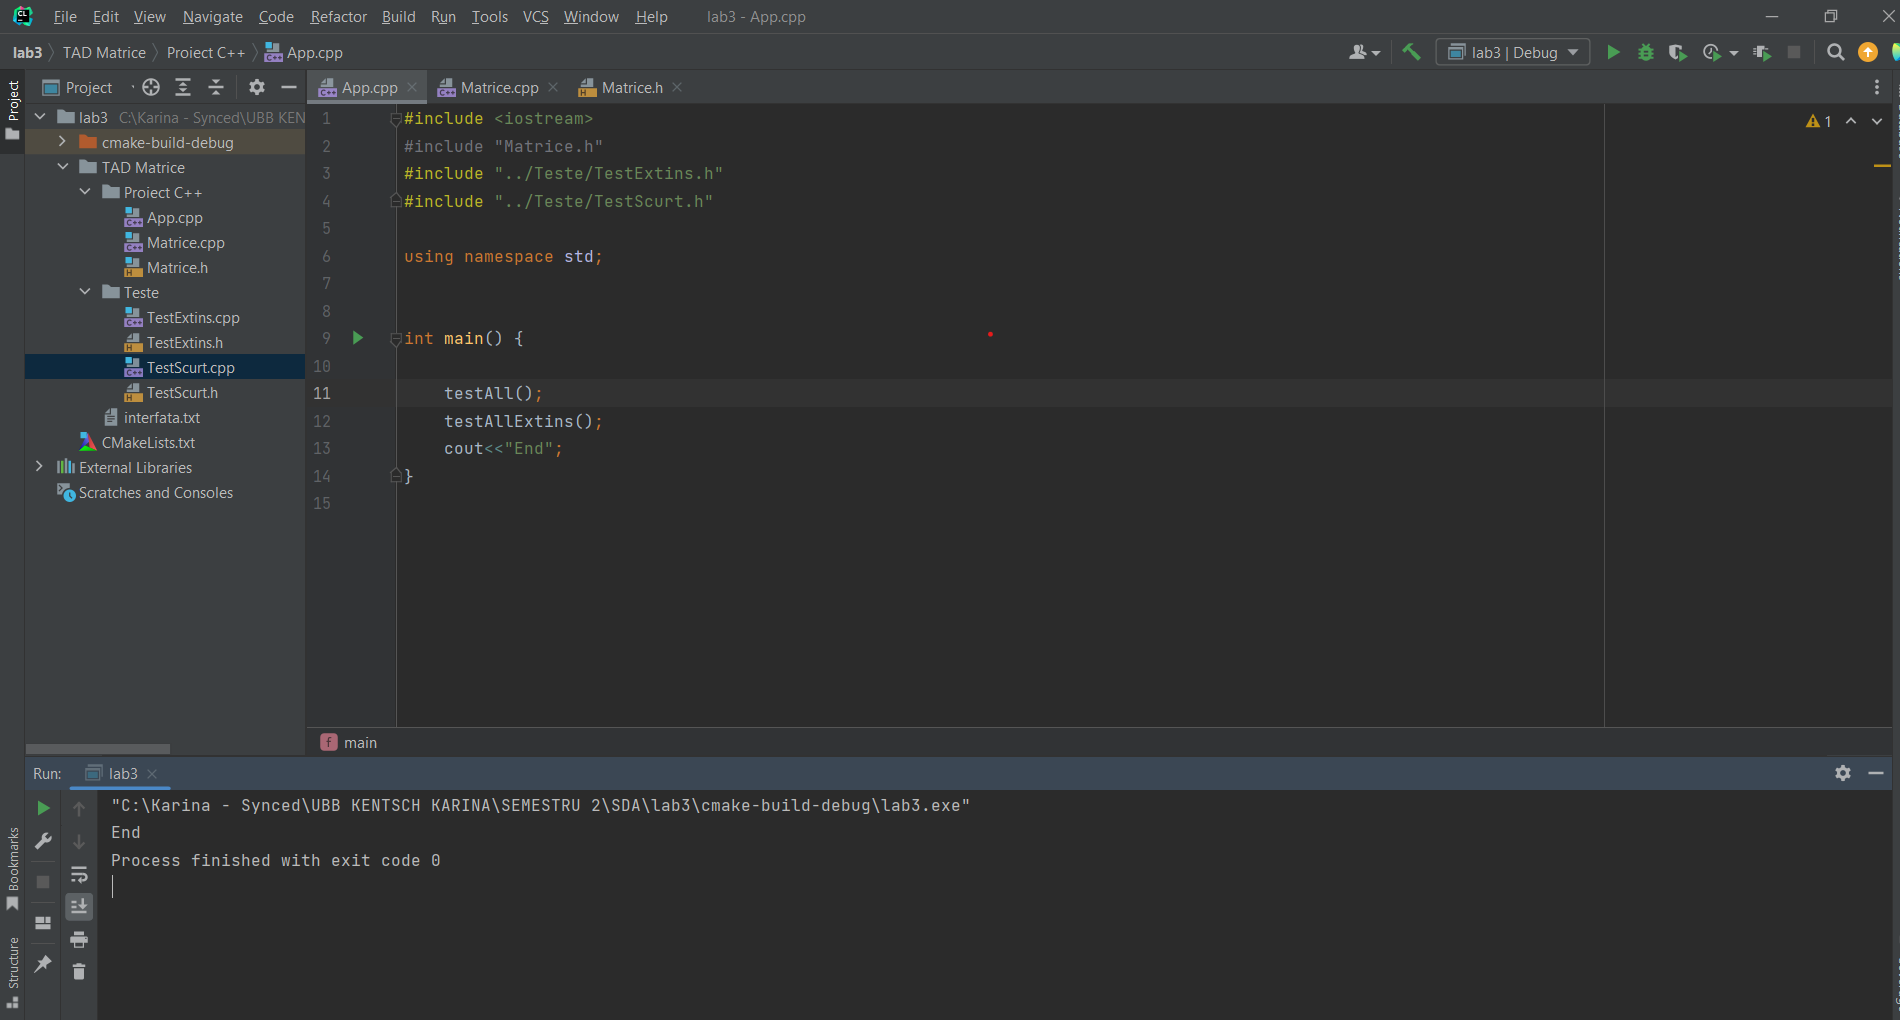 File Edit View Navigate Code Refactor Build Run Tools VCS Window Help lab3 - App.cpp
lab3 TAD Matrice Proiect C++ App.cpp
lab3 | Debug
Project
Project
App.cpp
Matrice.cpp
Matrice.h
lab3 C:\Karina - Synced\UBB KEN
cmake-build-debug
TAD Matrice
Proiect C++
App.cpp
Matrice.cpp
Matrice.h
Teste
TestExtins.cpp
TestExtins.h
TestScurt.cpp
TestScurt.h
interfata.txt
CMakeLists.txt
External Libraries
Scratches and Consoles
1 #include <iostream>
2 #include "Matrice.h"
3 #include "../Teste/TestExtins.h"
4 #include "../Teste/TestScurt.h"
5
6 using namespace std;
7
8
9 int main() {
10
11 testAll();
12 testAllExtins();
13 cout<<"End";
14 }
15
1
main
Run: lab3
"C:\Karina - Synced\UBB KENTSCH KARINA\SEMESTRU 2\SDA\lab3\cmake-build-debug\lab3.exe"
End
Process finished with exit code 0
Bookmarks
Structure